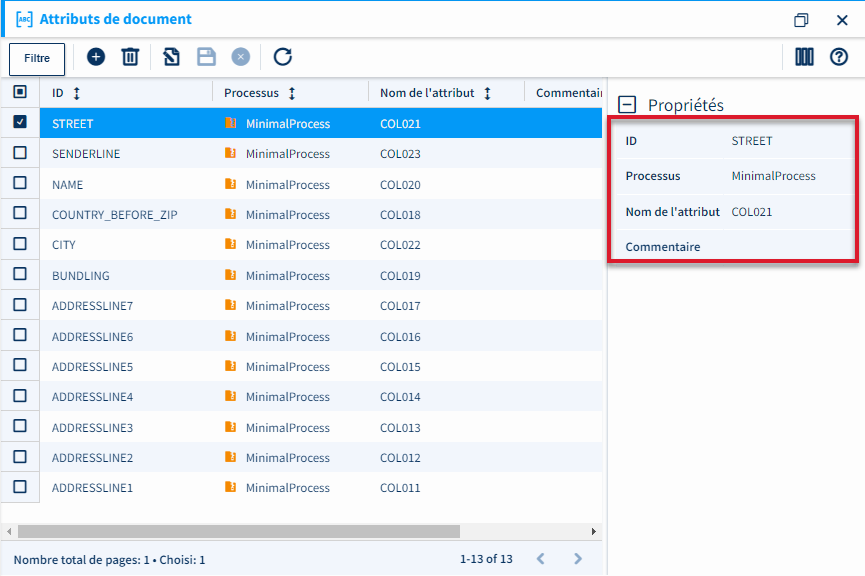 ABC Attributs de document
Filtre
ID Processus Nom de l'attribut Commentair
STREET MinimalProcess COL021
SENDERLINE MinimalProcess COL023
NAME MinimalProcess COL020
COUNTRY_BEFORE_ZIP MinimalProcess COL018
CITY MinimalProcess COL022
BUNDLING MinimalProcess COL019
ADDRESSLINE7 MinimalProcess COL017
ADDRESSLINE6 MinimalProcess COL016
ADDRESSLINE5 MinimalProcess COL015
ADDRESSLINE4 MinimalProcess COL014
ADDRESSLINE3 MinimalProcess COL013
ADDRESSLINE2 MinimalProcess COL012
ADDRESSLINE1 MinimalProcess COL011
Nombre total de pages: 1 • Choisi: 1 1-13 of 13
Propriétés
ID STREET
Processus MinimalProcess
Nom de l'attribut COL021
Commentaire